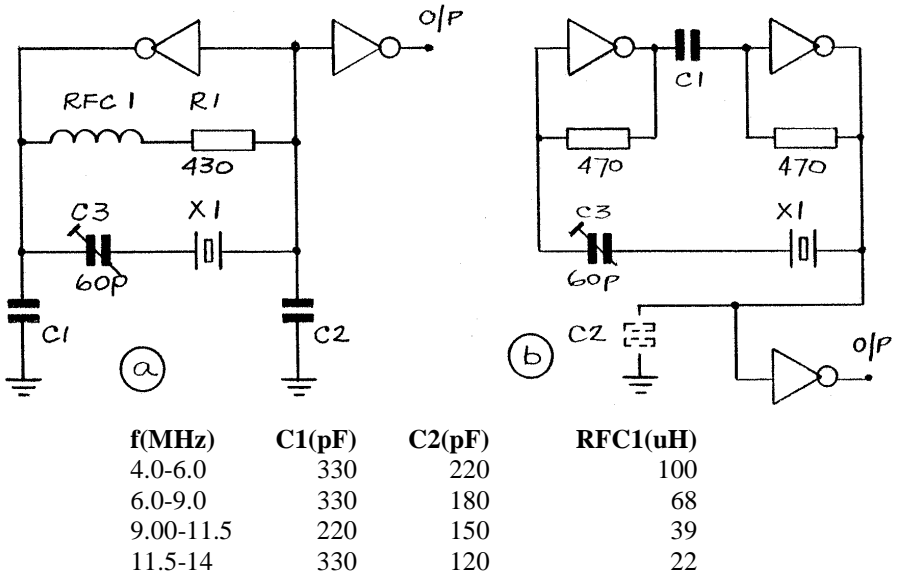 O/P
C1
RFC 1 R1
430
470
470
C3 X1
60p
C3 X1
60p
C1
C2
C2
a
b
O/P
f(MHz) C1(pF) C2(pF) RFC1(uH)
4.0-6.0 330 220 100
6.0-9.0 330 180 68
9.00-11.5 220 150 39
11.5-14 330 120 22